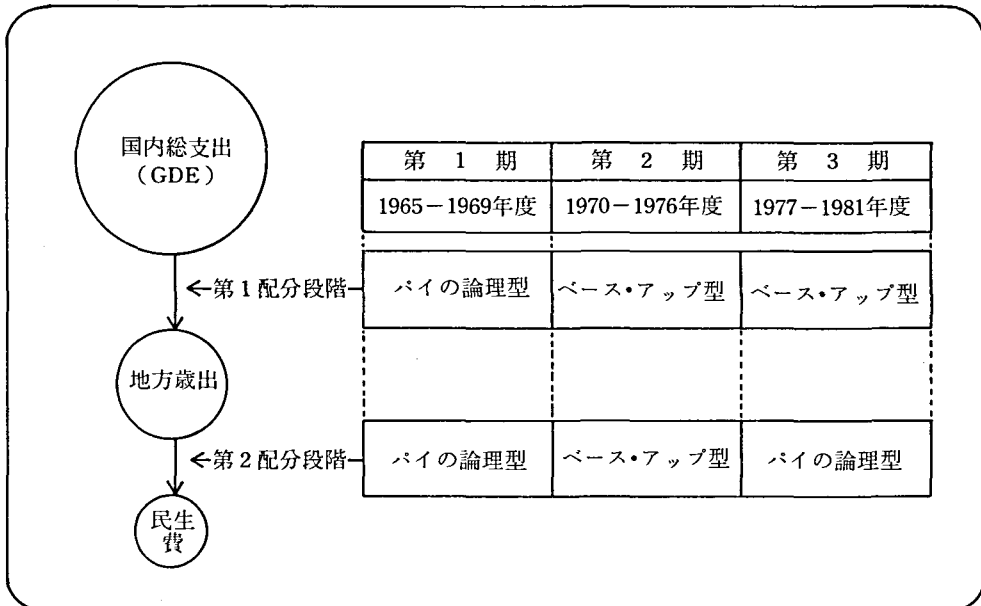 国内総支出
（GDE）
第1期 第2期 第3期
1965－1969年度 1970－1976年度 1977－1981年度
←第1配分段階 パイの論理型 ベース・アップ型 ベース・アップ型
地方歳出
←第2配分段階 パイの論理型 ベース・アップ型 パイの論理型
民生
費